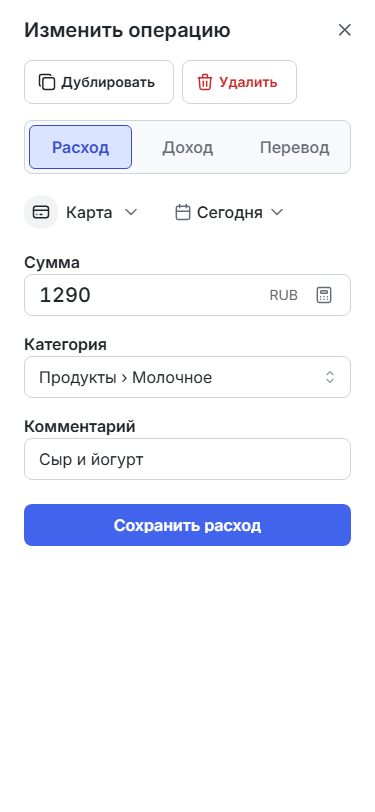 Изменить операцию
Дублировать
Удалить
Расход
Доход
Перевод
Карта
Сегодня
Сумма
1290
RUB
Категория
Продукты › Молочное
Комментарий
Сыр и йогурт
Сохранить расход